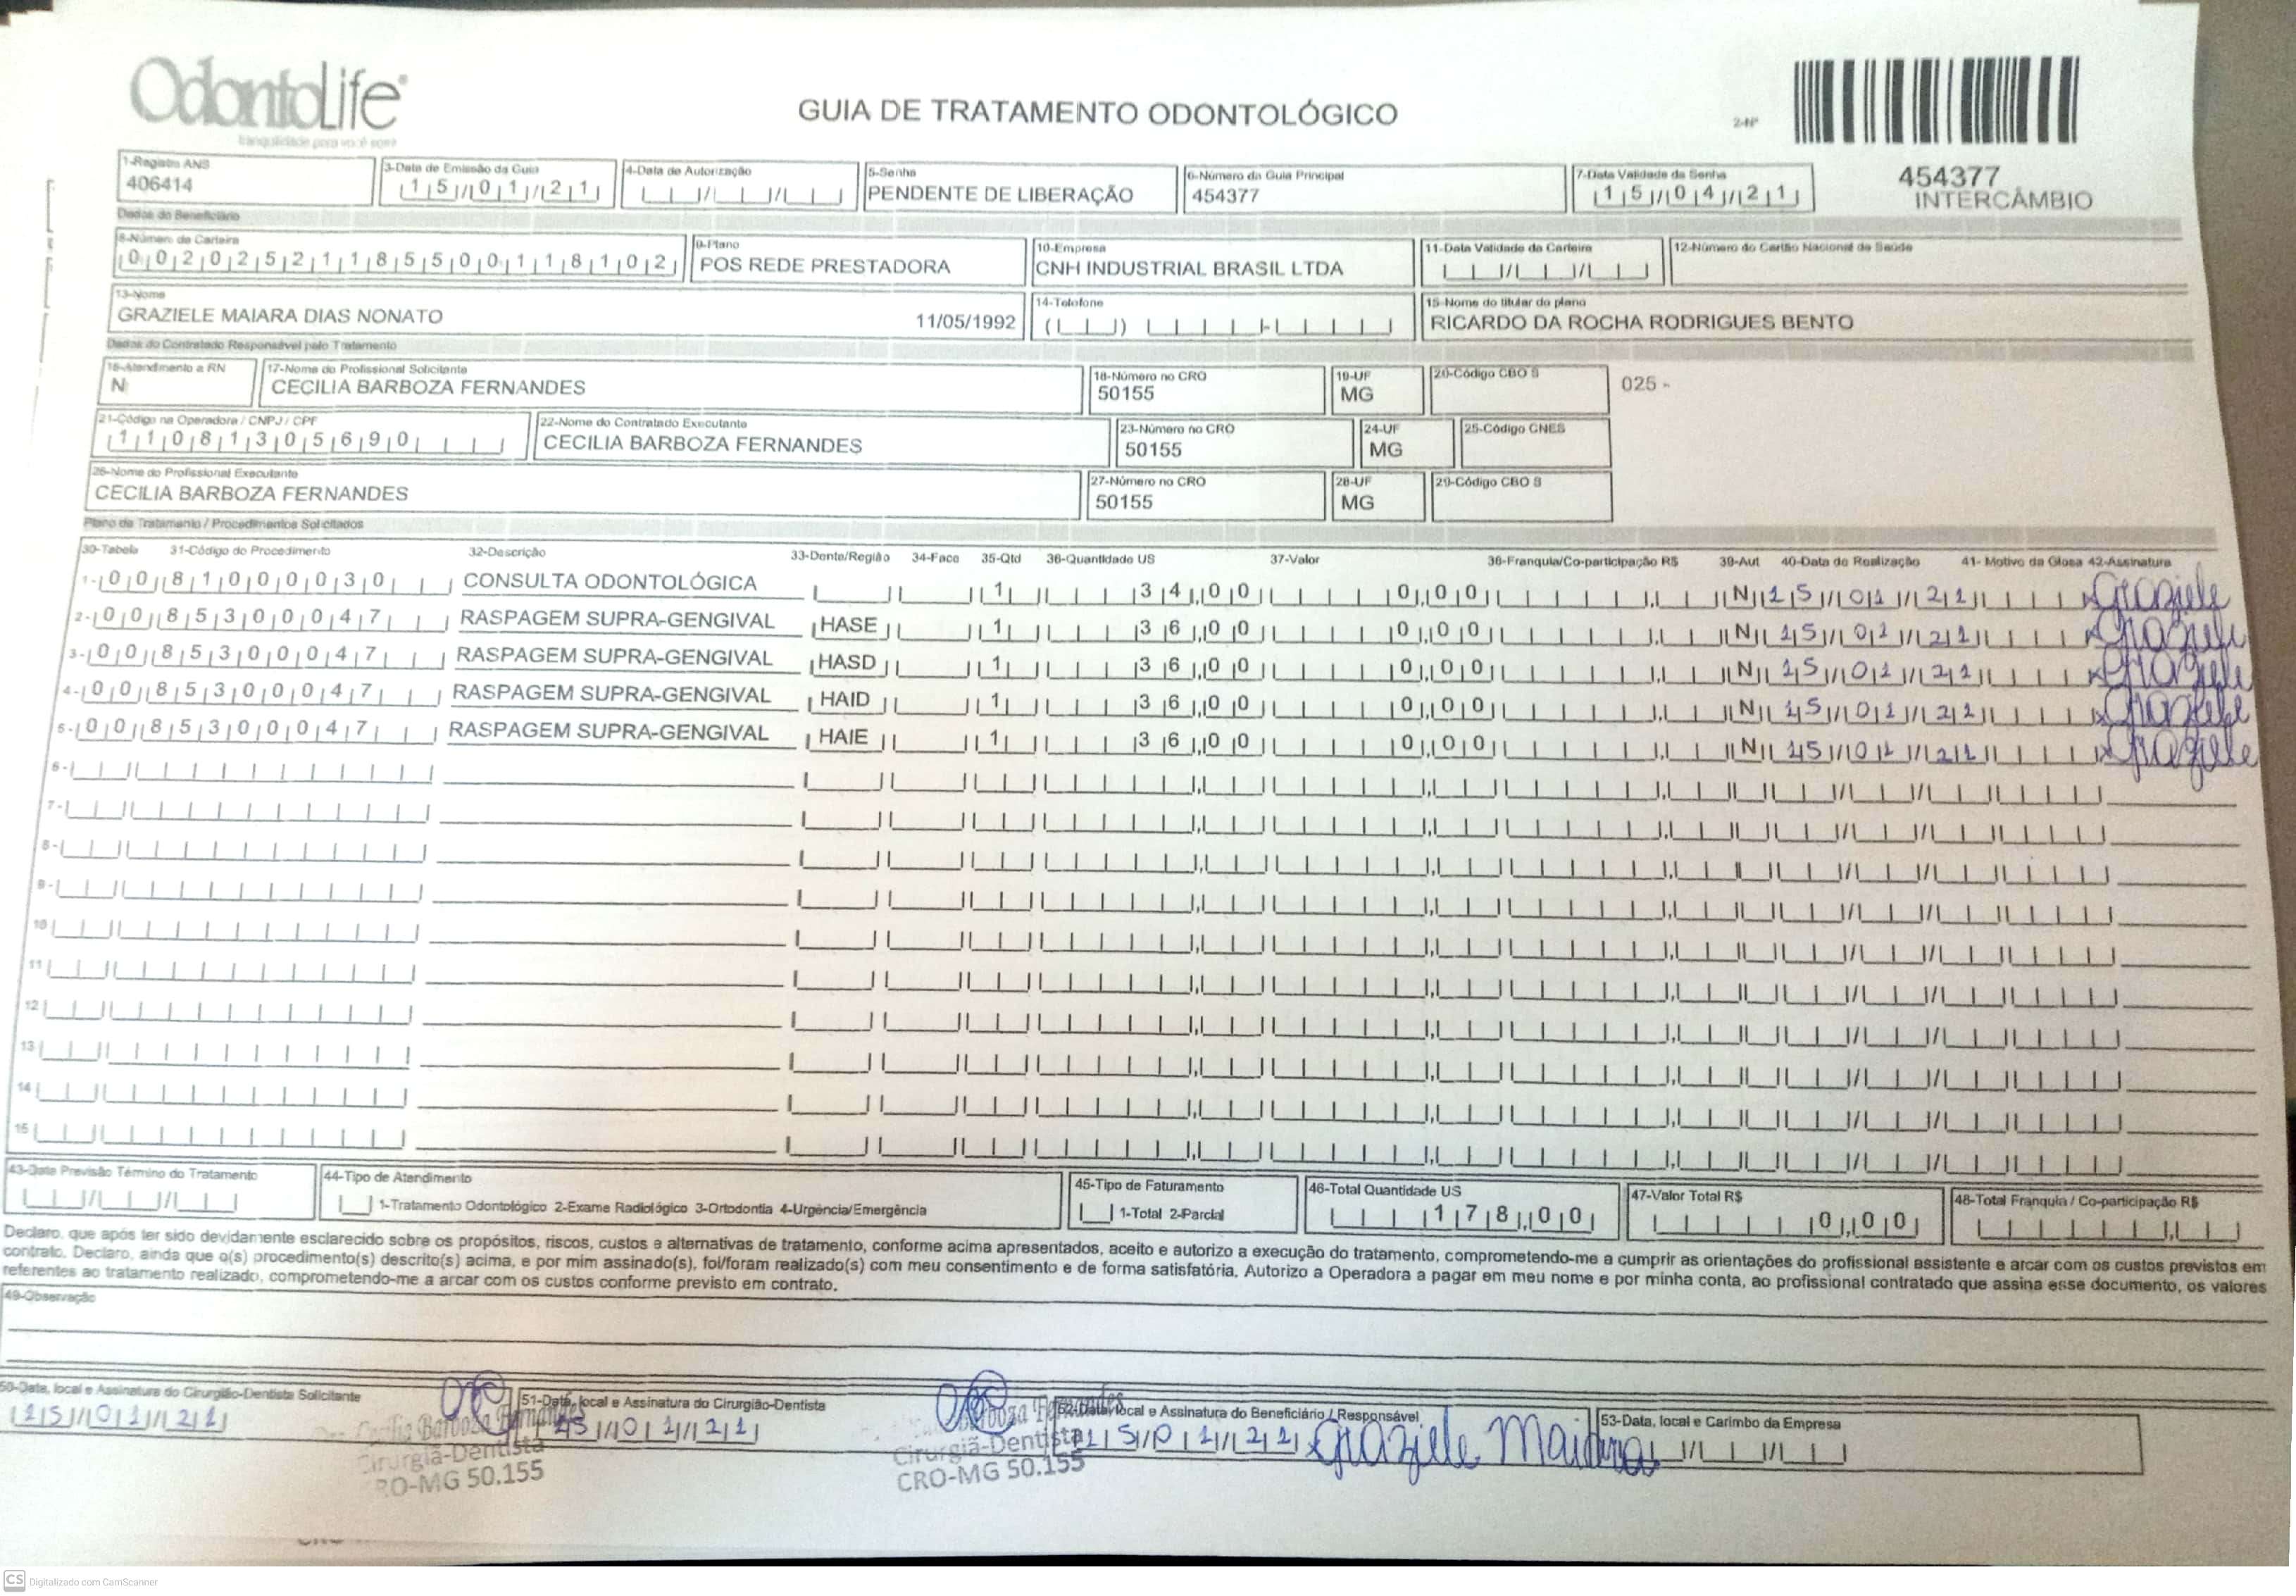 OdontoLife
tranquilidade para você sorrir
GUIA DE TRATAMENTO ODONTOLÓGICO
2-Nº
454377
INTERCÂMBIO
1-Registro ANS
406414
3-Data de Emissão da Guia
15/01/21
4-Data de Autorização
5-Senha
PENDENTE DE LIBERAÇÃO
6-Número da Guia Principal
454377
7-Data Validade da Senha
15/04/21
Dados do Beneficiário
8-Número da Carteira
00202521185500118102
9-Plano
POS REDE PRESTADORA
10-Empresa
CNH INDUSTRIAL BRASIL LTDA
11-Data Validade da Carteira
12-Número do Cartão Nacional de Saúde
13-Nome
GRAZIELE MAIARA DIAS NONATO 11/05/1992
14-Telefone
15-Nome do titular do plano
RICARDO DA ROCHA RODRIGUES BENTO
Dados do Contratado Responsável pelo Tratamento
16-Atendimento a RN
N
17-Nome do Profissional Solicitante
CECILIA BARBOZA FERNANDES
18-Número no CRO
50155
19-UF
MG
20-Código CBO S
025 -
21-Código na Operadora / CNPJ / CPF
11081305690
22-Nome do Contratado Executante
CECILIA BARBOZA FERNANDES
23-Número no CRO
50155
24-UF
MG
25-Código CNES
26-Nome do Profissional Executante
CECILIA BARBOZA FERNANDES
27-Número no CRO
50155
28-UF
MG
29-Código CBO S
Plano de Tratamento / Procedimentos Solicitados
30-Tabela 31-Código do Procedimento 32-Descrição 33-Dente/Região 34-Face 35-Qtd 36-Quantidade US 37-Valor 38-Franquia/Co-participação R$ 39-Aut 40-Data de Realização 41- Motivo da Glosa 42-Assinatura
1- 00 81000030 CONSULTA ODONTOLÓGICA 1 34,00 0,00 N 15/01/21 Graziele
2- 00 85300047 RASPAGEM SUPRA-GENGIVAL HASE 1 36,00 0,00 N 15/01/21 Graziele
3- 00 85300047 RASPAGEM SUPRA-GENGIVAL HASD 1 36,00 0,00 N 15/01/21 Graziele
4- 00 85300047 RASPAGEM SUPRA-GENGIVAL HAID 1 36,00 0,00 N 15/01/21 Graziele
5- 00 85300047 RASPAGEM SUPRA-GENGIVAL HAIE 1 36,00 0,00 N 15/01/21 Graziele
6-
7-
8-
9-
10
11
12
13
14
15
43-Data Previsão Término do Tratamento
44-Tipo de Atendimento
1-Tratamento Odontológico 2-Exame Radiológico 3-Ortodontia 4-Urgência/Emergência
45-Tipo de Faturamento
1-Total 2-Parcial
46-Total Quantidade US
178,00
47-Valor Total R$
0,00
48-Total Franquia / Co-participação R$
Declaro, que após ter sido devidamente esclarecido sobre os propósitos, riscos, custos e alternativas de tratamento, conforme acima apresentados, aceito e autorizo a execução do tratamento, comprometendo-me a cumprir as orientações do profissional assistente e arcar com os custos previstos em
contrato. Declaro, ainda que o(s) procedimento(s) descrito(s) acima, e por mim assinado(s), foi/foram realizado(s) com meu consentimento e de forma satisfatória. Autorizo a Operadora a pagar em meu nome e por minha conta, ao profissional contratado que assina esse documento, os valores
referentes ao tratamento realizado, comprometendo-me a arcar com os custos conforme previsto em contrato.
49-Observação
50-Data, local e Assinatura do Cirurgião-Dentista Solicitante
15/01/21
Cecilia Barboza Fernandes
Cirurgiã-Dentista
RO-MG 50.155
51-Data, local e Assinatura do Cirurgião-Dentista
15/01/21
boza Fernandes
Cirurgiã-Dentista
CRO-MG 50.155
52-Data, local e Assinatura do Beneficiário / Responsável
15/01/21 Graziele Maiara
53-Data, local e Carimbo da Empresa
CS Digitalizado com CamScanner